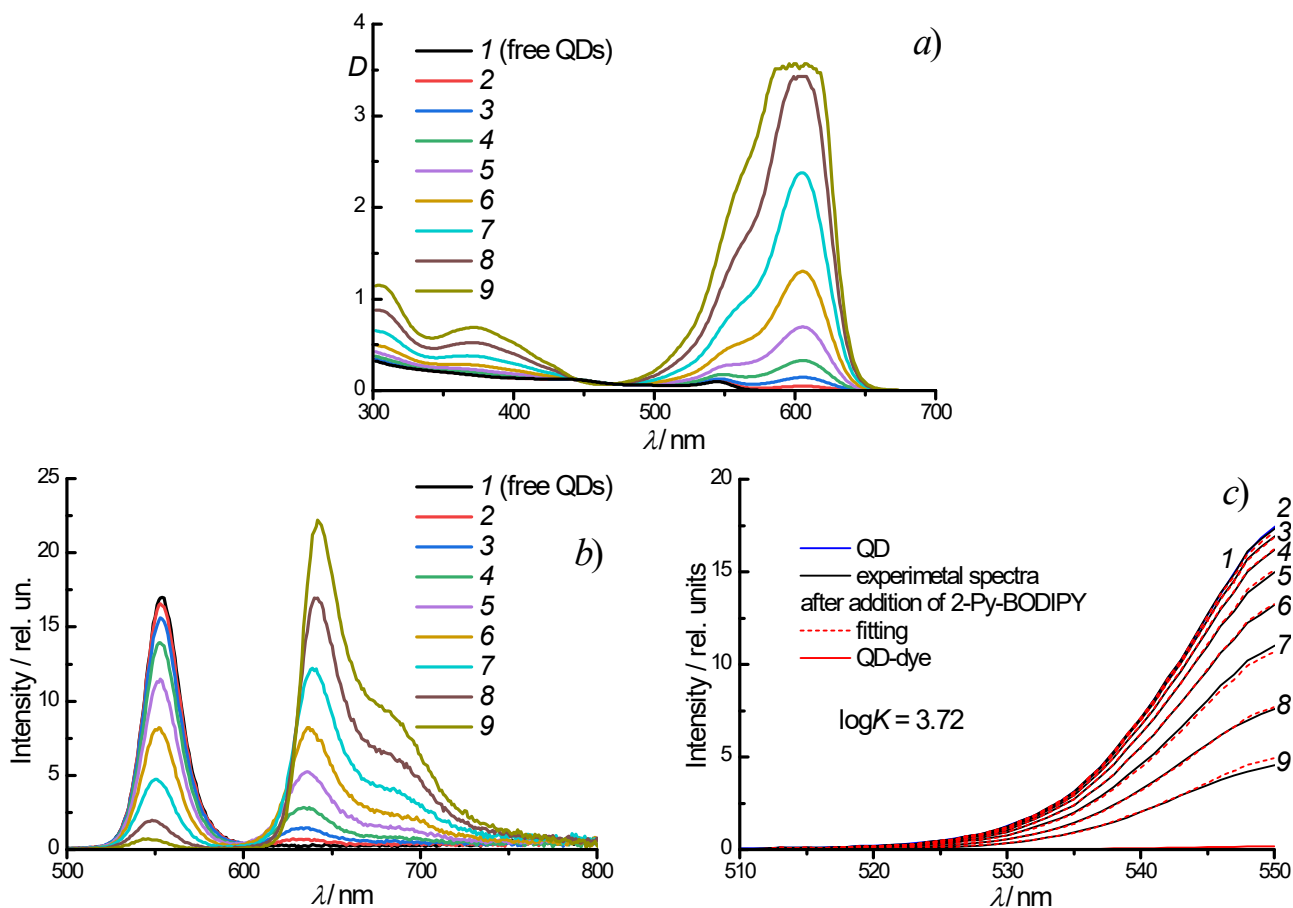 a)
D
4
3
2
1
0
1 (free QDs)
2
3
4
5
6
7
8
9
300 400 500 600 700
λ/ nm
b)
Intensity / rel. un.
25
20
15
10
5
0
1 (free QDs)
2
3
4
5
6
7
8
9
500 600 700 800
λ/ nm
c)
Intensity / rel. units
20
15
10
5
0
QD
experimetal spectra
after addition of 2-Py-BODIPY
fitting
QD-dye
logK = 3.72
1
2
3
4
5
6
7
8
9
510 520 530 540 550
λ/ nm